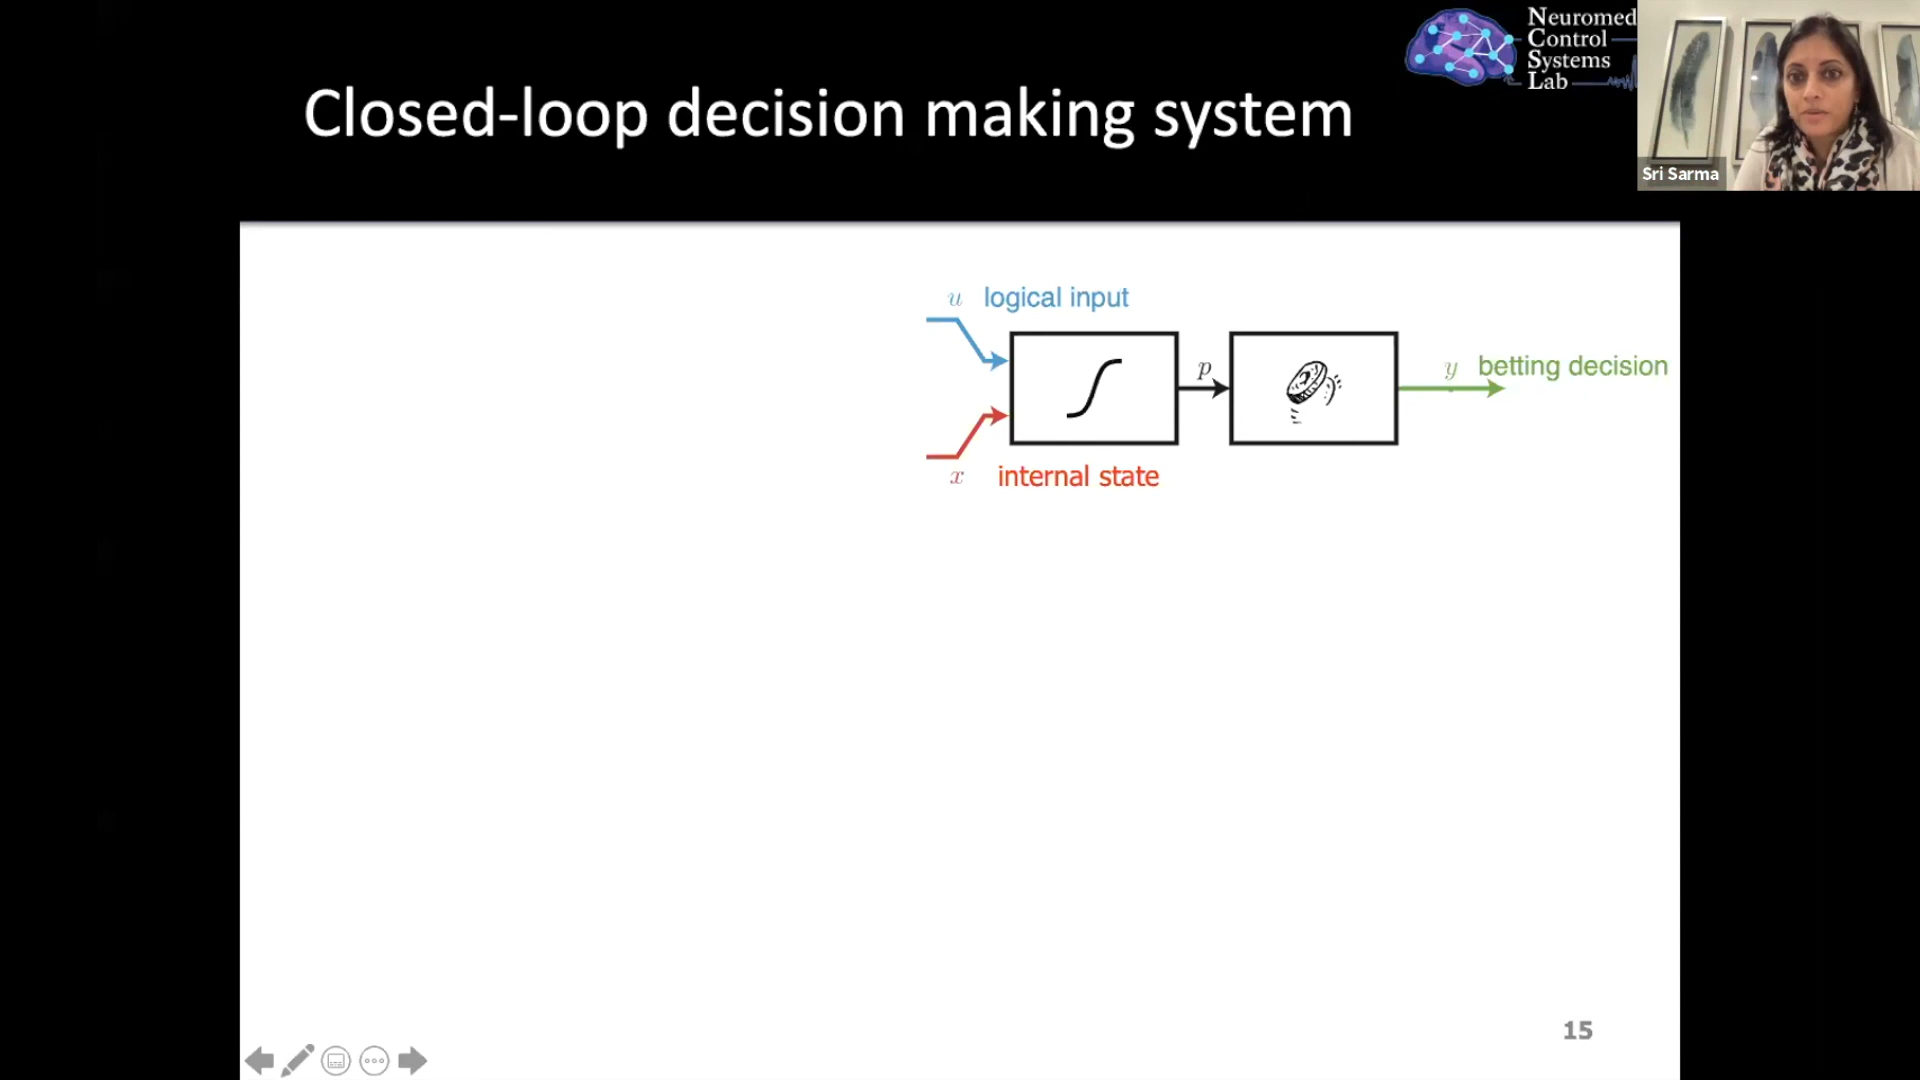 Closed-loop decision making system
Neuromed
Control
Systems
Lab
Sri Sarma
u logical input
p
y betting decision
x internal state
15